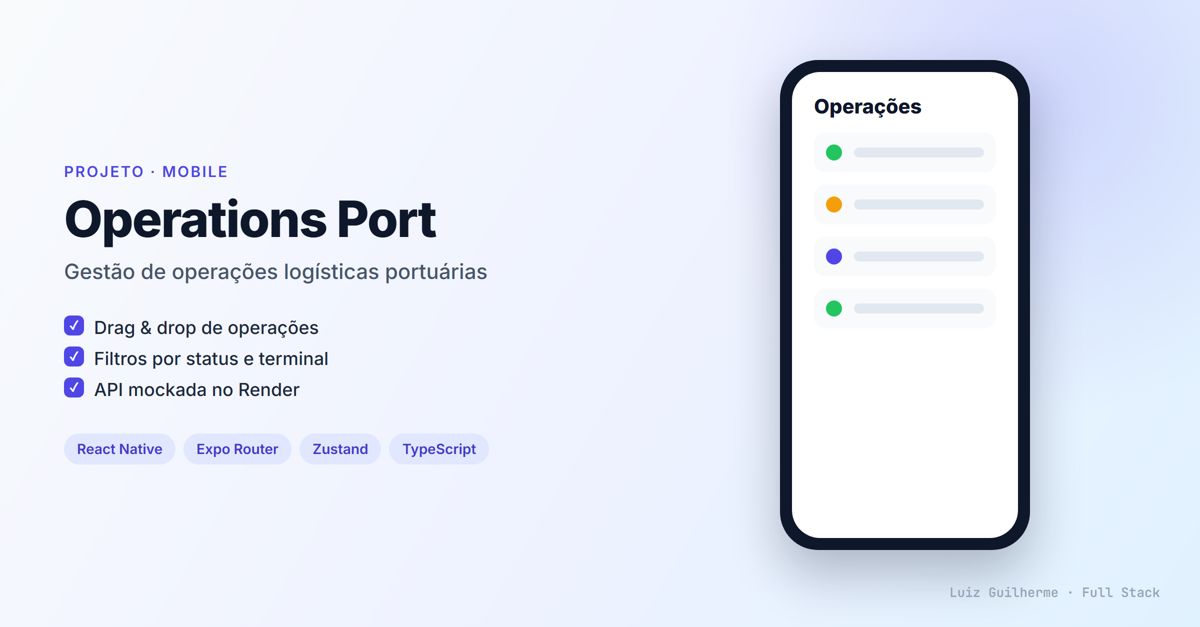 PROJETO · MOBILE
Operations Port
Gestão de operações logísticas portuárias
Drag & drop de operações
Filtros por status e terminal
API mockada no Render
React Native Expo Router Zustand TypeScript
Operações
Luiz Guilherme · Full Stack